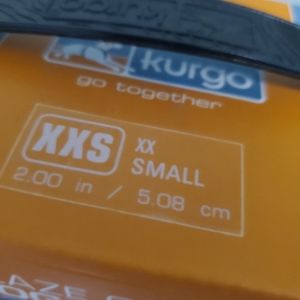 kurgo
go together
XXS XX
SMALL
2.00 in / 5.08 cm